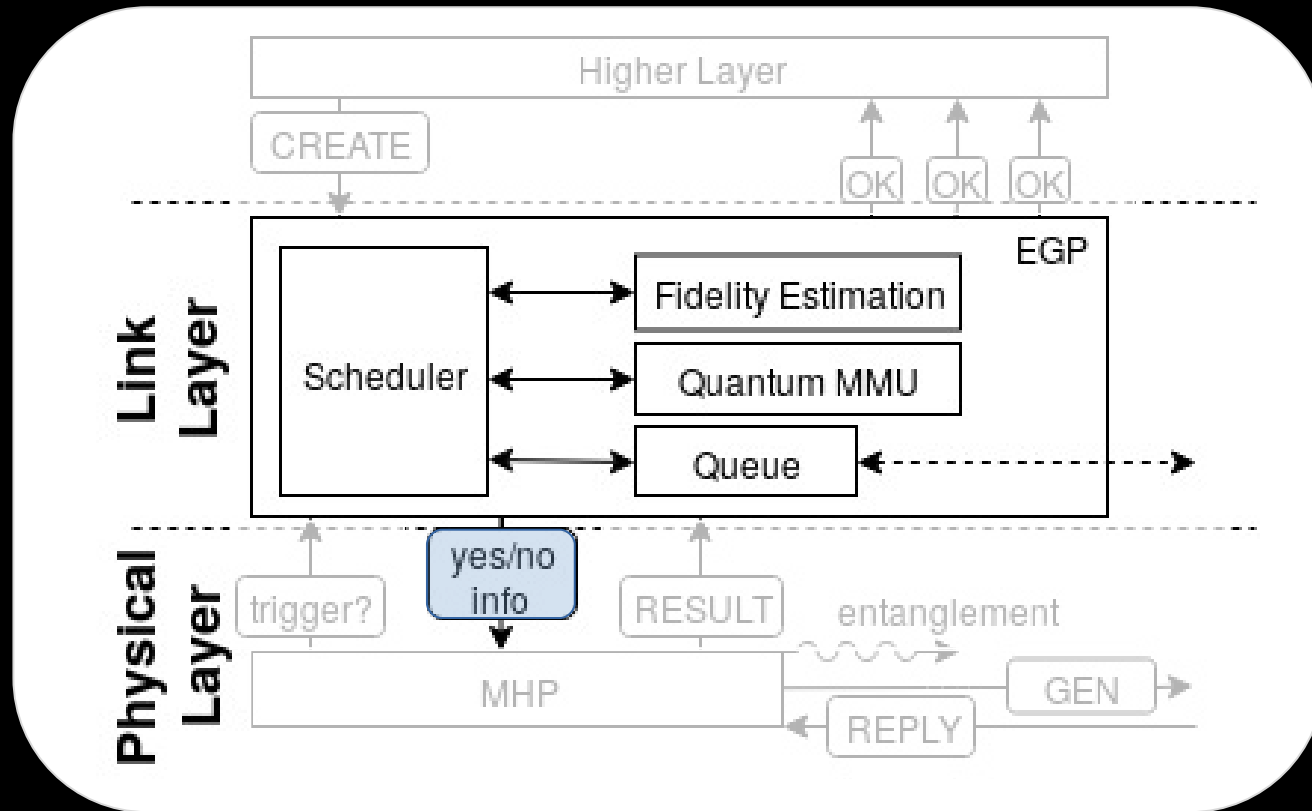 Higher Layer
CREATE
OK
OK
OK
EGP
Link
Layer
Scheduler
Fidelity Estimation
Quantum MMU
Queue
Physical
Layer
trigger?
yes/no
info
RESULT
entanglement
MHP
GEN
REPLY